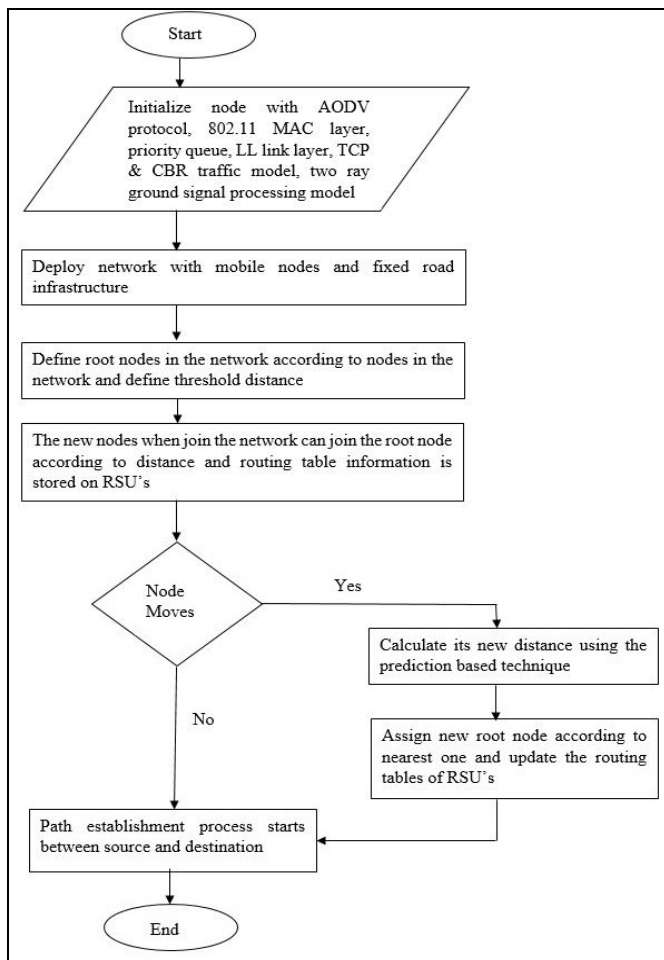 Start
Initialize node with AODV
protocol, 802.11 MAC layer,
priority queue, LL link layer, TCP
& CBR traffic model, two ray
ground signal processing model
Deploy network with mobile nodes and fixed road
infrastructure
Define root nodes in the network according to nodes in the
network and define threshold distance
The new nodes when join the network can join the root node
according to distance and routing table information is
stored on RSU's
Node
Moves
Yes
Calculate its new distance using the
prediction based technique
No
Assign new root node according to
nearest one and update the routing
tables of RSU's
Path establishment process starts
between source and destination
End